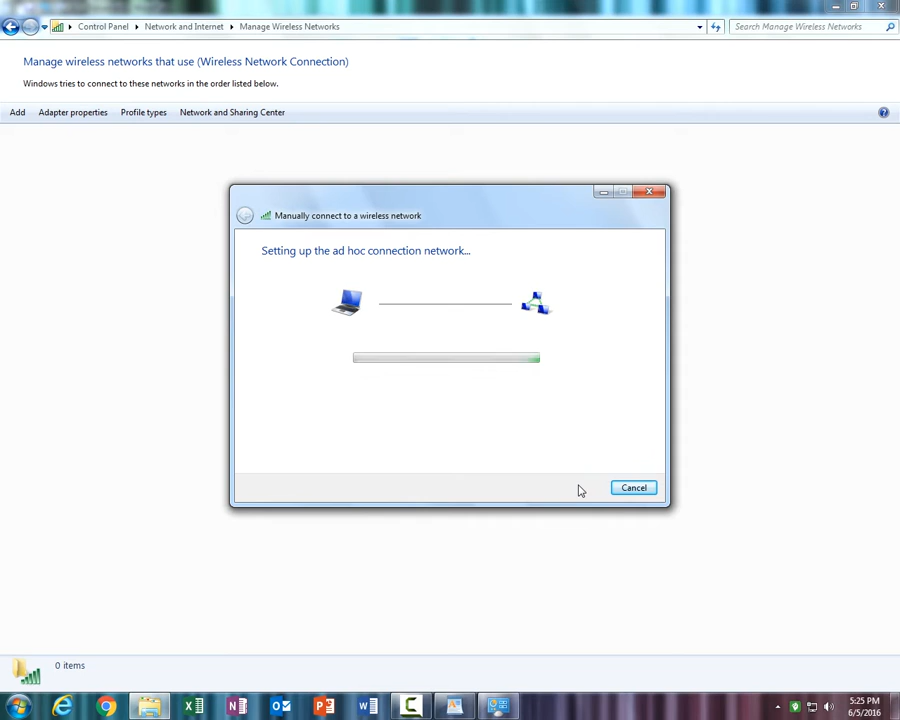 Control Panel Network and Internet Manage Wireless Networks
Search Manage Wireless Networks
Manage wireless networks that use (Wireless Network Connection)
Windows tries to connect to these networks in the order listed below.
Add Adapter properties Profile types Network and Sharing Center
Manually connect to a wireless network
Setting up the ad hoc connection network...
Cancel
0 items
5:25 PM
6/5/2016